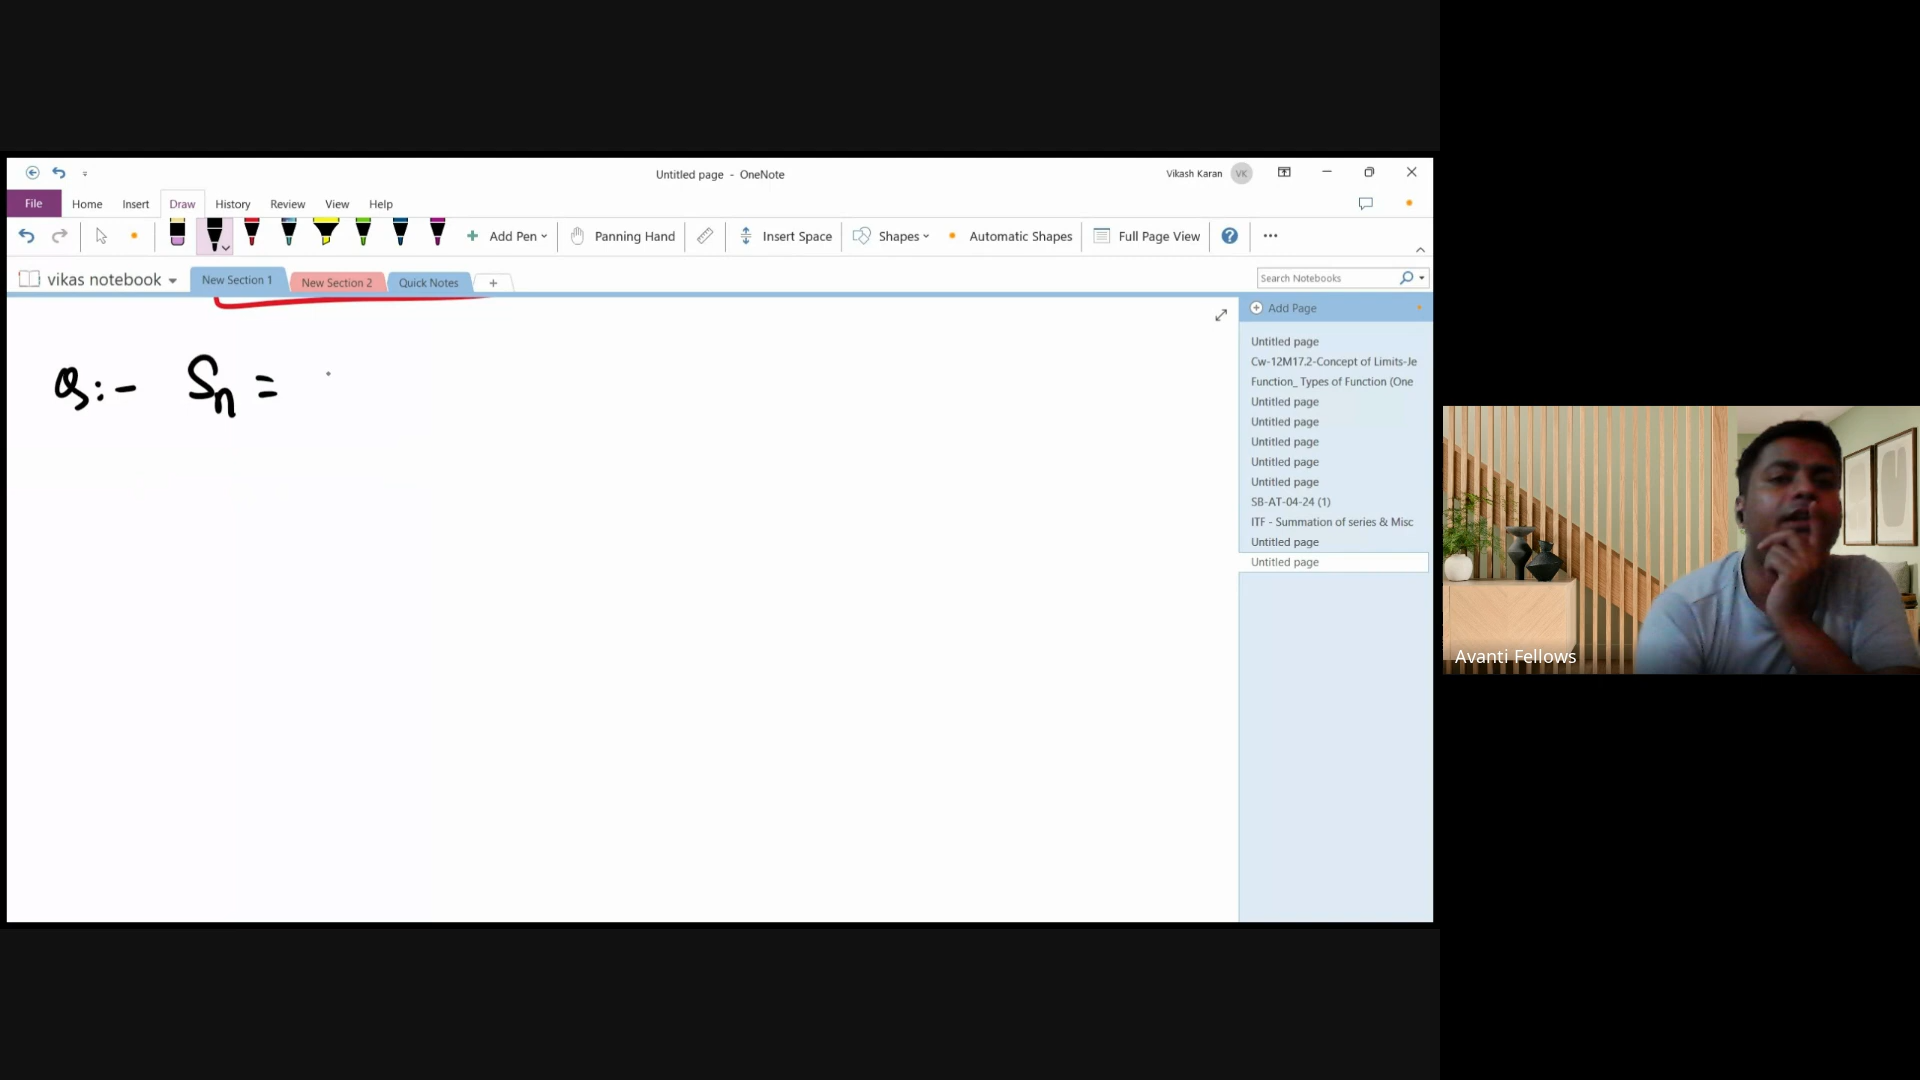 Untitled page - OneNote
Vikash Karan VK
File Home Insert Draw History Review View Help
Add Pen Panning Hand Insert Space Shapes Automatic Shapes Full Page View
vikas notebook New Section 1 New Section 2 Quick Notes Search Notebooks
Add Page
Q:- Sn =
Untitled page
Cw-12M17.2-Concept of Limits-Je
Function_ Types of Function (One
Untitled page
Untitled page
Untitled page
Untitled page
Untitled page
SB-AT-04-24 (1)
ITF - Summation of series & Misc
Untitled page
Untitled page
Avanti Fellows